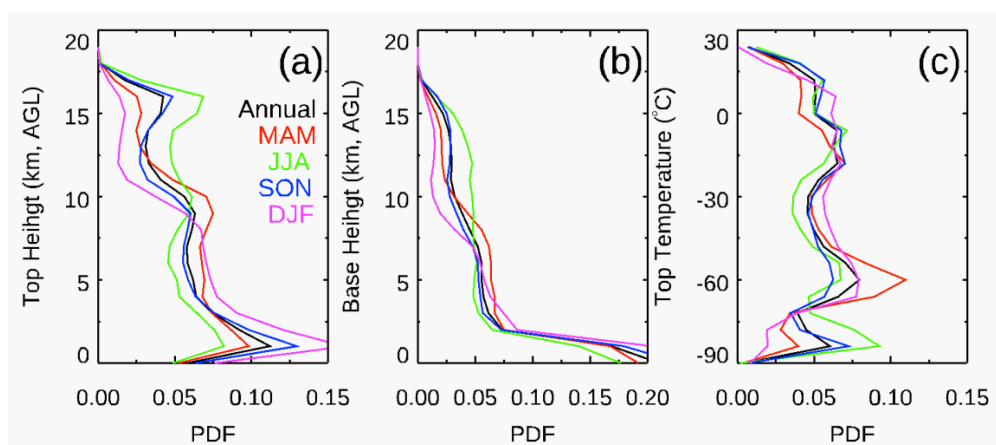 20
15
10
5
0
Top Heihgt (km, AGL)
(a)
Annual
MAM
JJA
SON
DJF
0.00 0.05 0.10 0.15
PDF
20
15
10
5
0
Base Heihgt (km, AGL)
(b)
0.00 0.05 0.10 0.15 0.20
PDF
30
0
-30
-60
-90
Top Temperature (°C)
(c)
0.00 0.05 0.10 0.15
PDF